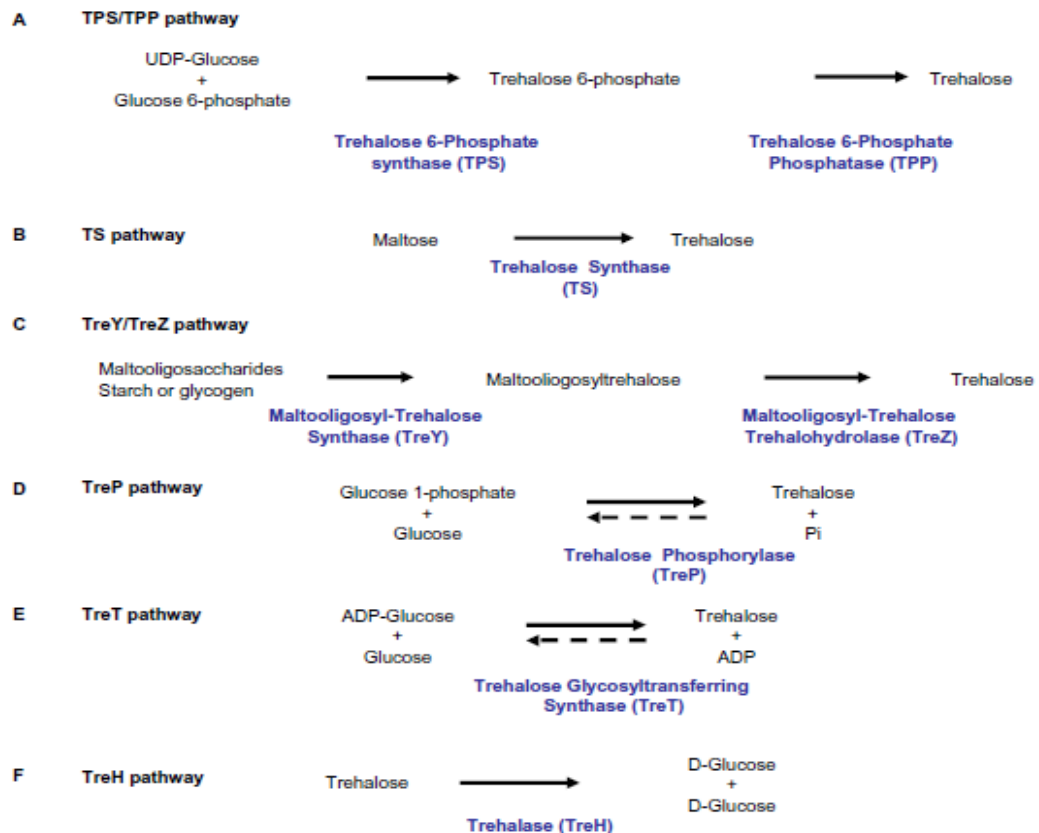 A TPS/TPP pathway
UDP-Glucose
+
Glucose 6-phosphate
Trehalose 6-phosphate
Trehalose
Trehalose 6-Phosphate
synthase (TPS)
Trehalose 6-Phosphate
Phosphatase (TPP)
B TS pathway
Maltose
Trehalose
Trehalose Synthase
(TS)
C TreY/TreZ pathway
Maltooligosaccharides
Starch or glycogen
Maltooliogosyltrehalose
Trehalose
Maltooligosyl-Trehalose
Synthase (TreY)
Maltooligosyl-Trehalose
Trehalohydrolase (TreZ)
D TreP pathway
Glucose 1-phosphate
+
Glucose
Trehalose
+
Pi
Trehalose Phosphorylase
(TreP)
E TreT pathway
ADP-Glucose
+
Glucose
Trehalose
+
ADP
Trehalose Glycosyltransferring
Synthase (TreT)
F TreH pathway
Trehalose
D-Glucose
+
D-Glucose
Trehalase (TreH)